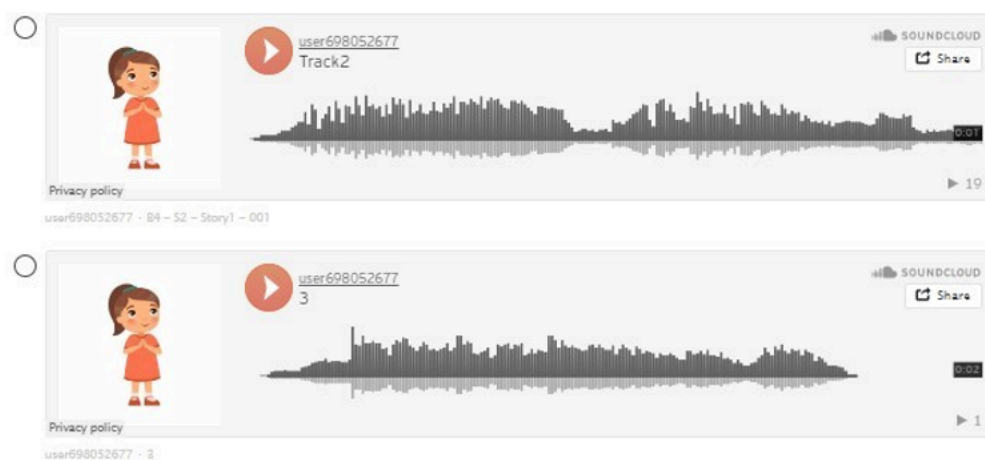 user698052677
SOUNDCLOUD
Track2
Share
0:01
19
Privacy policy
user698052677 · B4 – S2 – Story1 – 001
user698052677
SOUNDCLOUD
3
Share
0:02
1
Privacy policy
user698052677 · 3